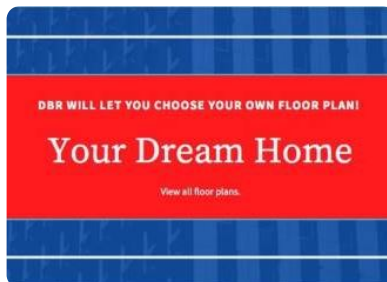 DBR WILL LET YOU CHOOSE YOUR OWN FLOOR PLAN!
Your Dream Home
View all floor plans.